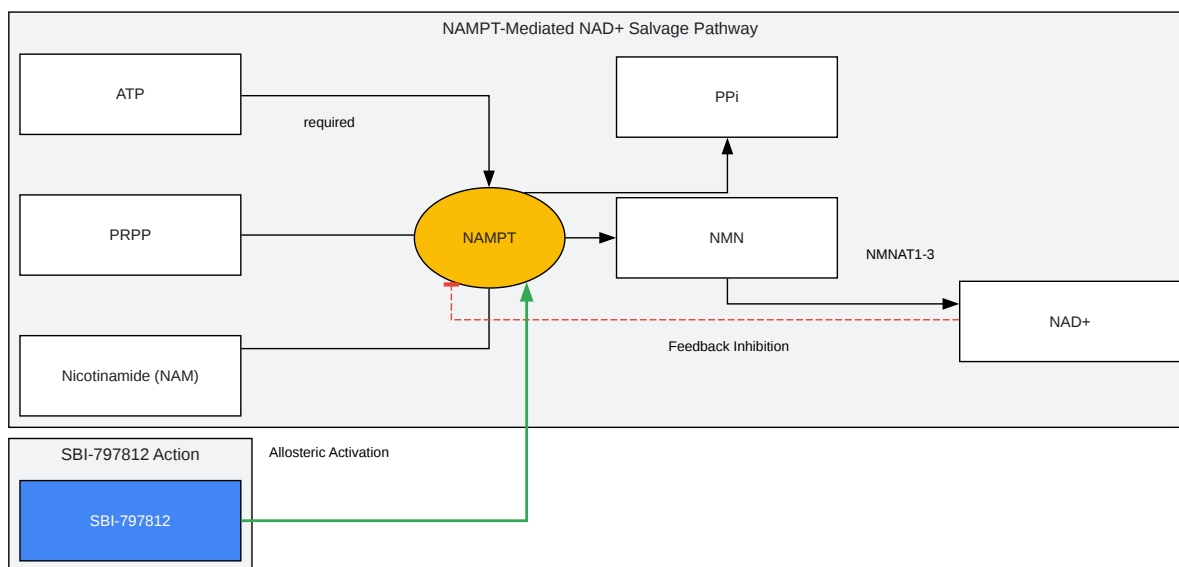 NAMPT-Mediated NAD+ Salvage Pathway
ATP
PPi
required
PRPP
NAMPT
NMN
NMNAT1-3
NAD+
Feedback Inhibition
Nicotinamide (NAM)
SBI-797812 Action
Allosteric Activation
SBI-797812